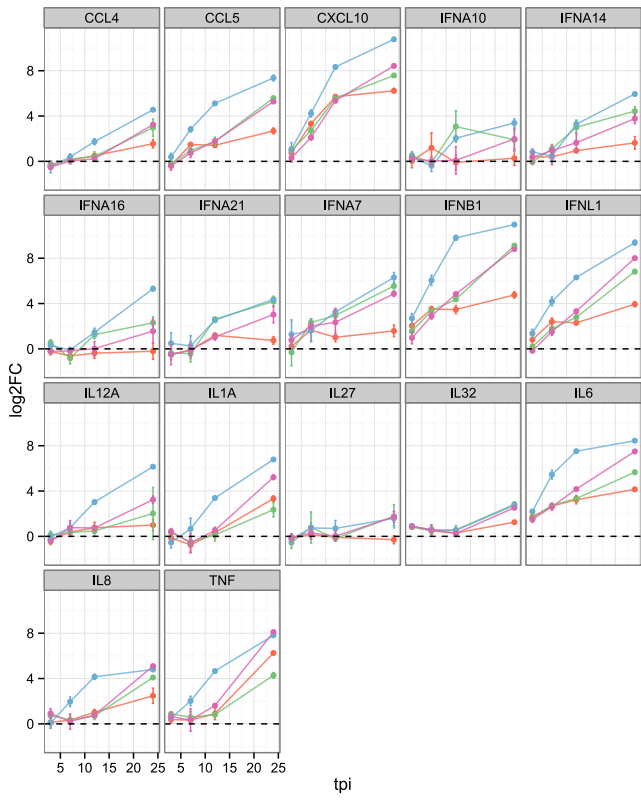 CCL4 CCL5 CXCL10 IFNA10 IFNA14
8
4
0
IFNA16 IFNA21 IFNA7 IFNB1 IFNL1
8
4
0
log2FC
IL12A IL1A IL27 IL32 IL6
8
4
0
IL8 TNF
8
4
0
5 10 15 20 25 5 10 15 20 25
tpi